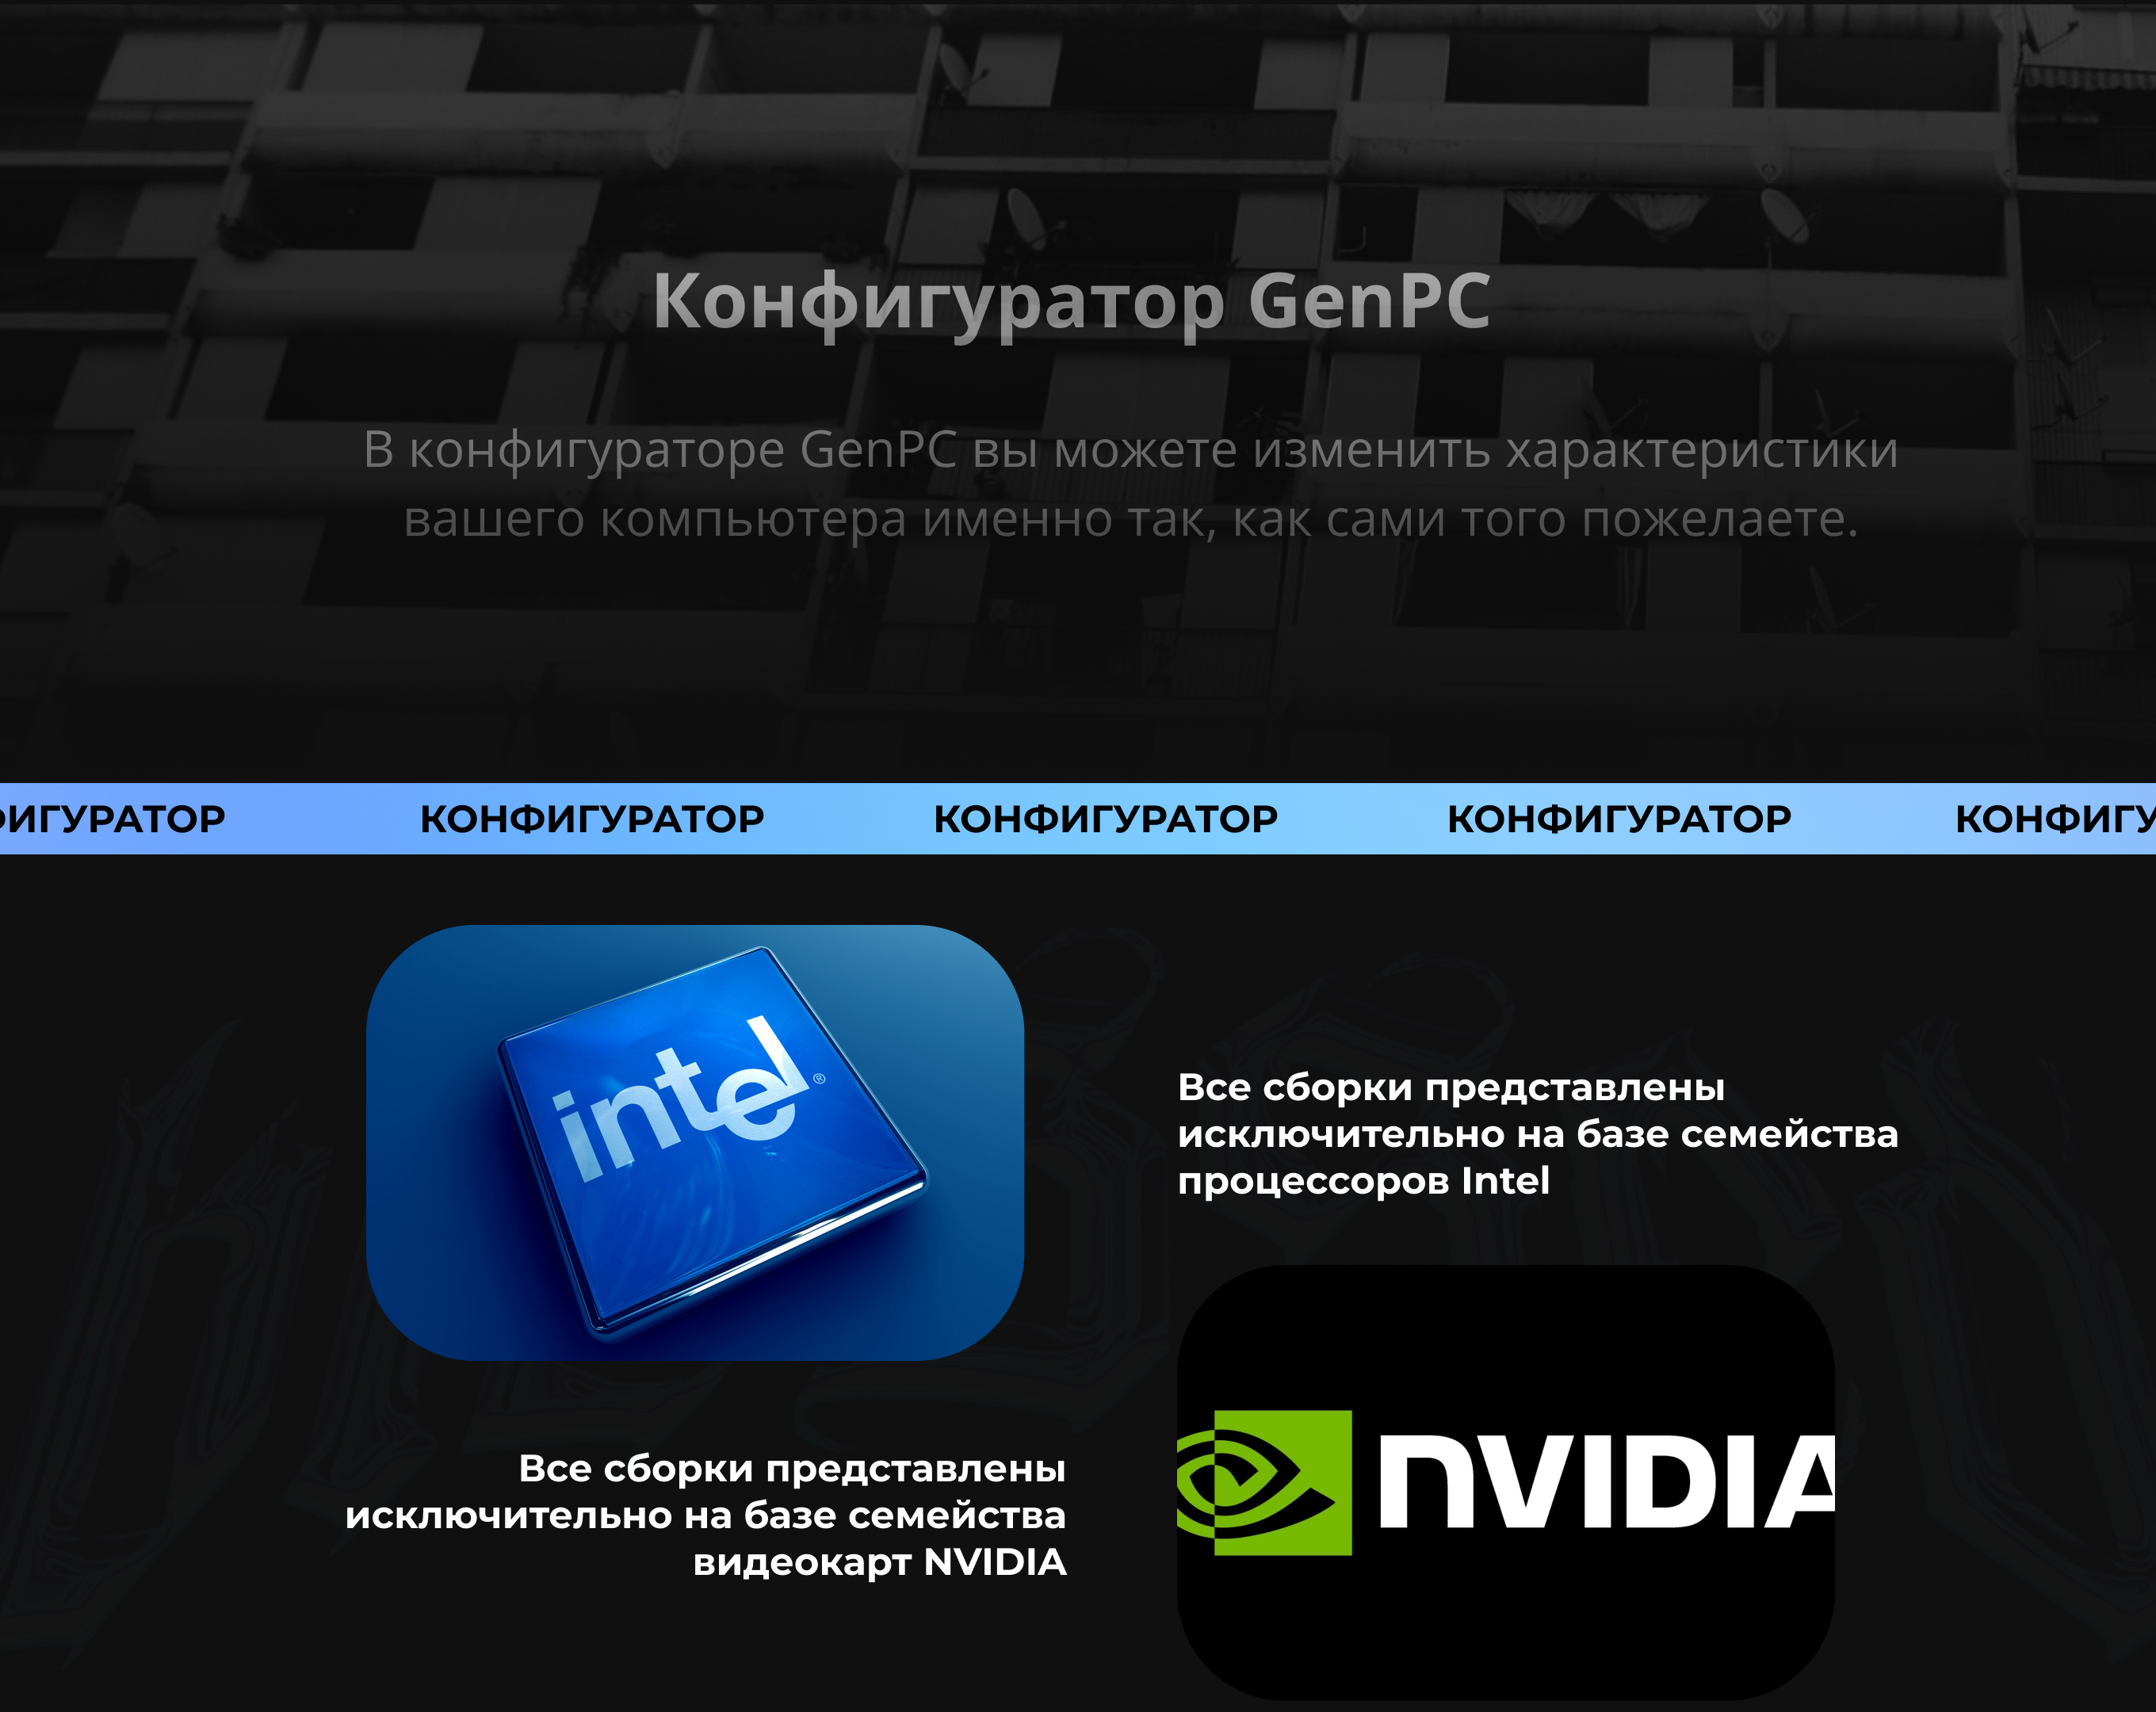 Конфигуратор GenPC
В конфигураторе GenPC вы можете изменить характеристики
вашего компьютера именно так, как сами того пожелаете.
ФИГУРАТОР КОНФИГУРАТОР КОНФИГУРАТОР КОНФИГУРАТОР КОНФИГУ
intel®
Все сборки представлены
исключительно на базе семейства
процессоров Intel
Все сборки представлены
исключительно на базе семейства
видеокарт NVIDIA
NVIDIA